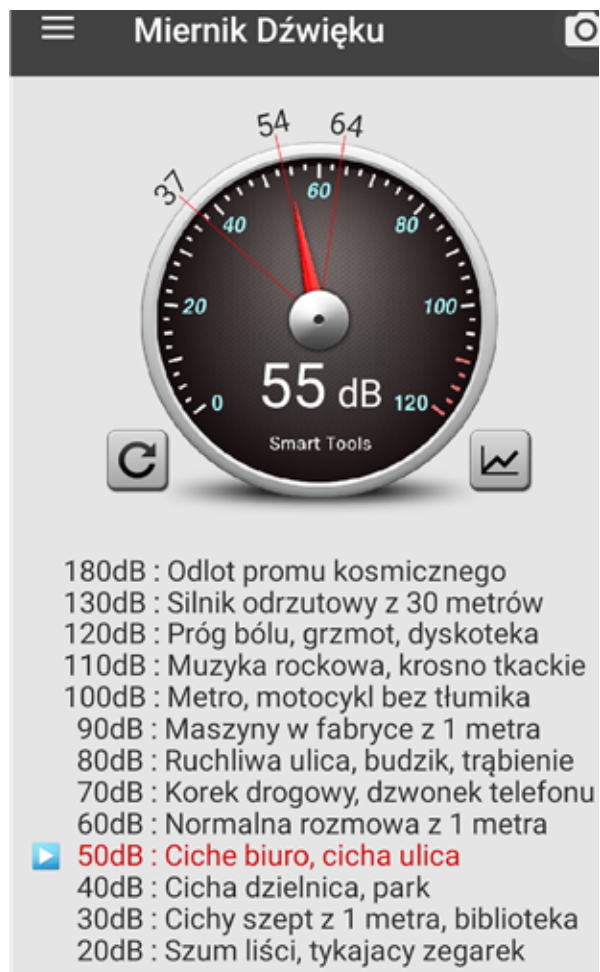 Miernik Dźwięku
37
54
64
0
20
40
60
80
100
120
55 dB
Smart Tools
180dB : Odlot promu kosmicznego
130dB : Silnik odrzutowy z 30 metrów
120dB : Próg bólu, grzmot, dyskoteka
110dB : Muzyka rockowa, krosno tkackie
100dB : Metro, motocykl bez tłumika
90dB : Maszyny w fabryce z 1 metra
80dB : Ruchliwa ulica, budzik, trąbienie
70dB : Korek drogowy, dzwonek telefonu
60dB : Normalna rozmowa z 1 metra
50dB : Ciche biuro, cicha ulica
40dB : Cicha dzielnica, park
30dB : Cichy szept z 1 metra, biblioteka
20dB : Szum liści, tykajacy zegarek